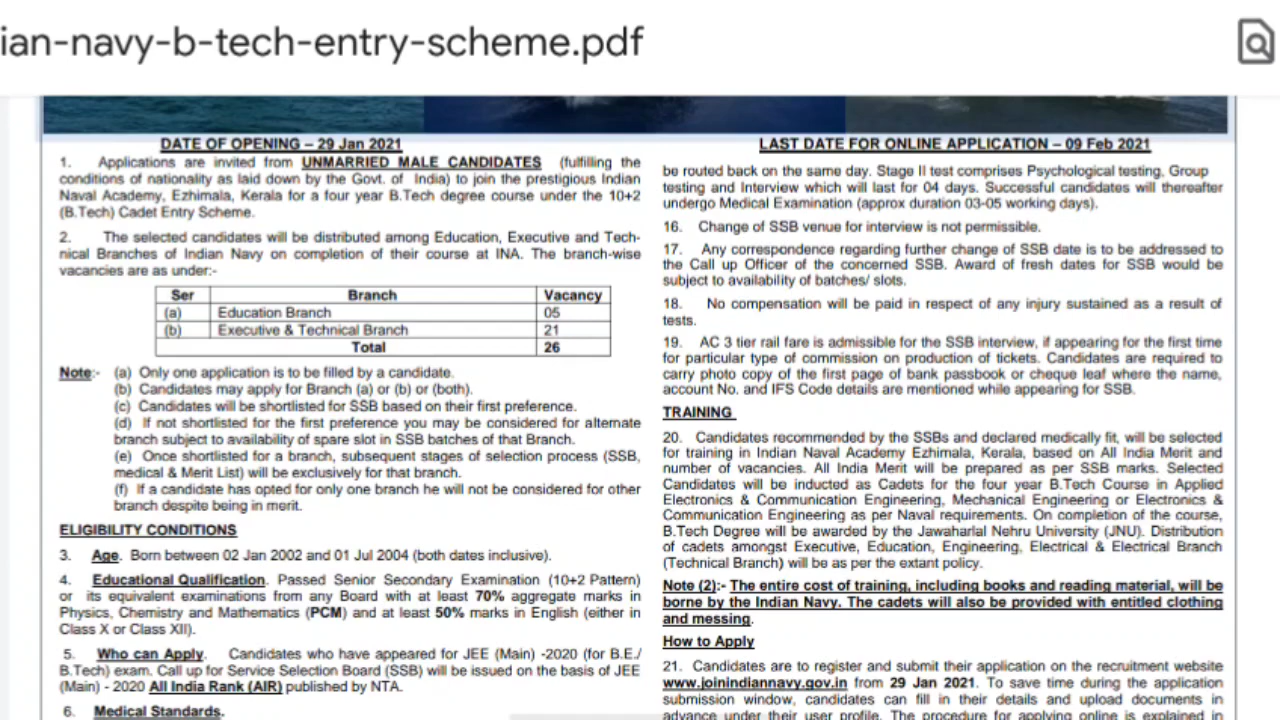 ian-navy-b-tech-entry-scheme.pdf
DATE OF OPENING – 29 Jan 2021
1. Applications are invited from UNMARRIED MALE CANDIDATES (fulfilling the
conditions of nationality as laid down by the Govt. of India) to join the prestigious Indian
Naval Academy, Ezhimala, Kerala for a four year B.Tech degree course under the 10+2
(B.Tech) Cadet Entry Scheme.
2. The selected candidates will be distributed among Education, Executive and Tech-
nical Branches of Indian Navy on completion of their course at INA. The branch-wise
vacancies are as under:-
Ser Branch Vacancy
(a) Education Branch 05
(b) Executive & Technical Branch 21
Total 26
Note:- (a) Only one application is to be filled by a candidate.
(b) Candidates may apply for Branch (a) or (b) or (both).
(c) Candidates will be shortlisted for SSB based on their first preference.
(d) If not shortlisted for the first preference you may be considered for alternate
branch subject to availability of spare slot in SSB batches of that Branch.
(e) Once shortlisted for a branch, subsequent stages of selection process (SSB,
medical & Merit List) will be exclusively for that branch.
(f) If a candidate has opted for only one branch he will not be considered for other
branch despite being in merit.
ELIGIBILITY CONDITIONS
3. Age. Born between 02 Jan 2002 and 01 Jul 2004 (both dates inclusive).
4. Educational Qualification. Passed Senior Secondary Examination (10+2 Pattern)
or its equivalent examinations from any Board with at least 70% aggregate marks in
Physics, Chemistry and Mathematics (PCM) and at least 50% marks in English (either in
Class X or Class XII).
5. Who can Apply. Candidates who have appeared for JEE (Main) -2020 (for B.E./
B.Tech) exam. Call up for Service Selection Board (SSB) will be issued on the basis of JEE
(Main) - 2020 All India Rank (AIR) published by NTA.
6. Medical Standards.
LAST DATE FOR ONLINE APPLICATION – 09 Feb 2021
be routed back on the same day. Stage II test comprises Psychological testing, Group
testing and Interview which will last for 04 days. Successful candidates will thereafter
undergo Medical Examination (approx duration 03-05 working days).
16. Change of SSB venue for interview is not permissible.
17. Any correspondence regarding further change of SSB date is to be addressed to
the Call up Officer of the concerned SSB. Award of fresh dates for SSB would be
subject to availability of batches/ slots.
18. No compensation will be paid in respect of any injury sustained as a result of
tests.
19. AC 3 tier rail fare is admissible for the SSB interview, if appearing for the first time
for particular type of commission on production of tickets. Candidates are required to
carry photo copy of the first page of bank passbook or cheque leaf where the name,
account No. and IFS Code details are mentioned while appearing for SSB.
TRAINING
20. Candidates recommended by the SSBs and declared medically fit, will be selected
for training in Indian Naval Academy Ezhimala, Kerala, based on All India Merit and
number of vacancies. All India Merit will be prepared as per SSB marks. Selected
Candidates will be inducted as Cadets for the four year B.Tech Course in Applied
Electronics & Communication Engineering, Mechanical Engineering or Electronics &
Communication Engineering as per Naval requirements. On completion of the course,
B.Tech Degree will be awarded by the Jawaharlal Nehru University (JNU). Distribution
of cadets amongst Executive, Education, Engineering, Electrical & Electrical Branch
(Technical Branch) will be as per the extant policy.
Note (2):- The entire cost of training, including books and reading material, will be
borne by the Indian Navy. The cadets will also be provided with entitled clothing
and messing.
How to Apply
21. Candidates are to register and submit their application on the recruitment website
www.joinindiannavy.gov.in from 29 Jan 2021. To save time during the application
submission window, candidates can fill in their details and upload documents in
advance under their user profile. The procedure for applying online is explained in